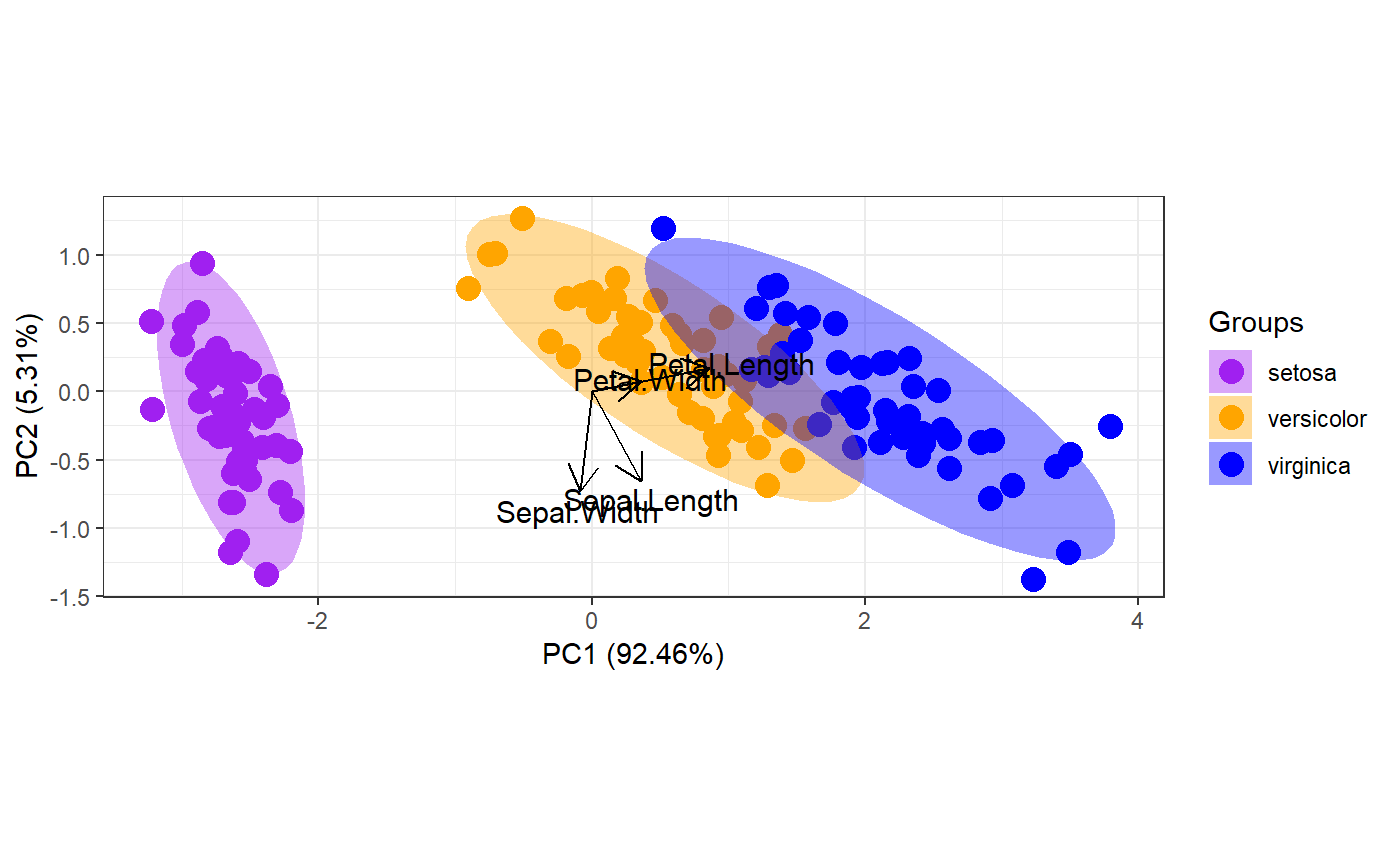 PC2 (5.31%)
1.0
0.5
0.0
-0.5
-1.0
-1.5
Petal.Length
Petal.Width
Sepal.Length
Sepal.Width
-2
0
2
4
PC1 (92.46%)
Groups
setosa
versicolor
virginica